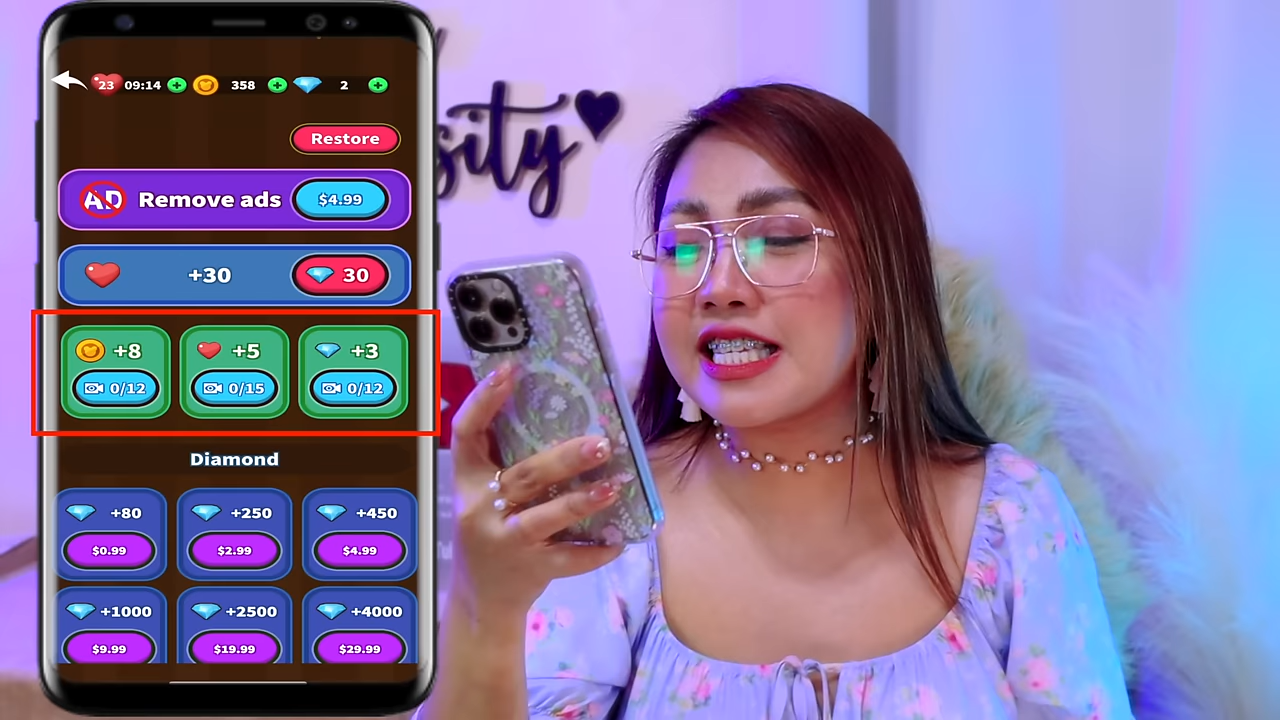 23 09:14 358 2
Restore
AD Remove ads $4.99
+30 30
+8 +5 +3
0/12 0/15 0/12
Diamond
+80 +250 +450
$0.99 $2.99 $4.99
+1000 +2500 +4000
$9.99 $19.99 $29.99
sity